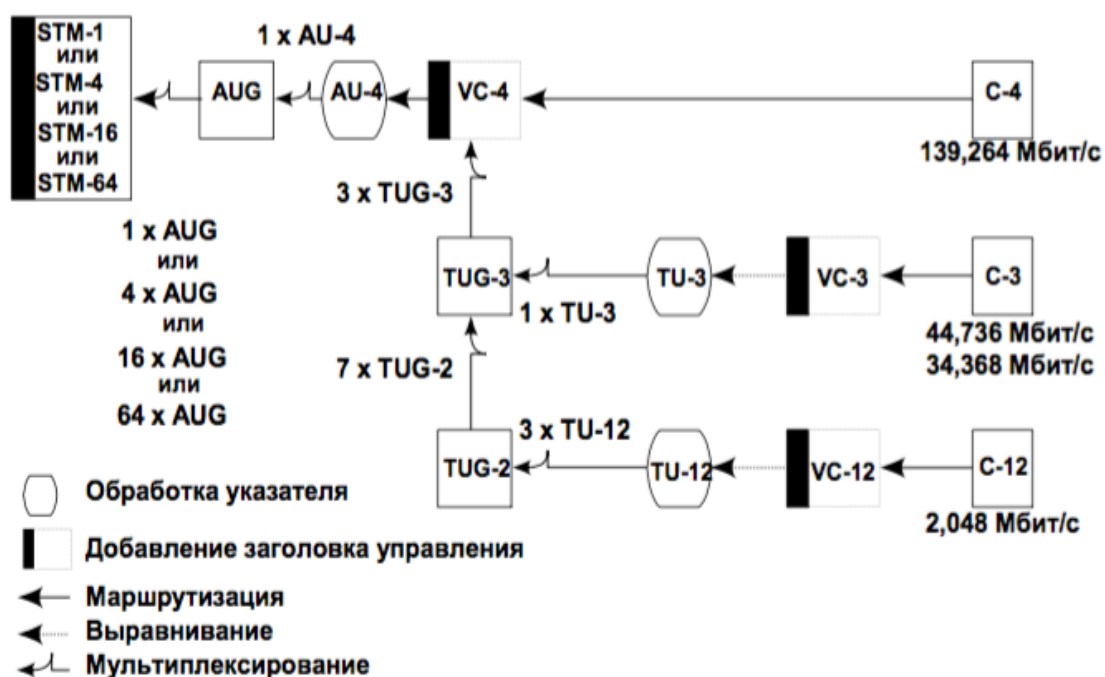 STM-1
или
STM-4
или
STM-16
или
STM-64
1 x AU-4
AUG
AU-4
VC-4
C-4
139,264 Мбит/с
3 x TUG-3
1 x AUG
или
4 x AUG
или
16 x AUG
или
64 x AUG
TUG-3
1 x TU-3
TU-3
VC-3
C-3
44,736 Мбит/с
34,368 Мбит/с
7 x TUG-2
3 x TU-12
TUG-2
TU-12
VC-12
C-12
2,048 Мбит/с
Обработка указателя
Добавление заголовка управления
Маршрутизация
Выравнивание
Мультиплексирование